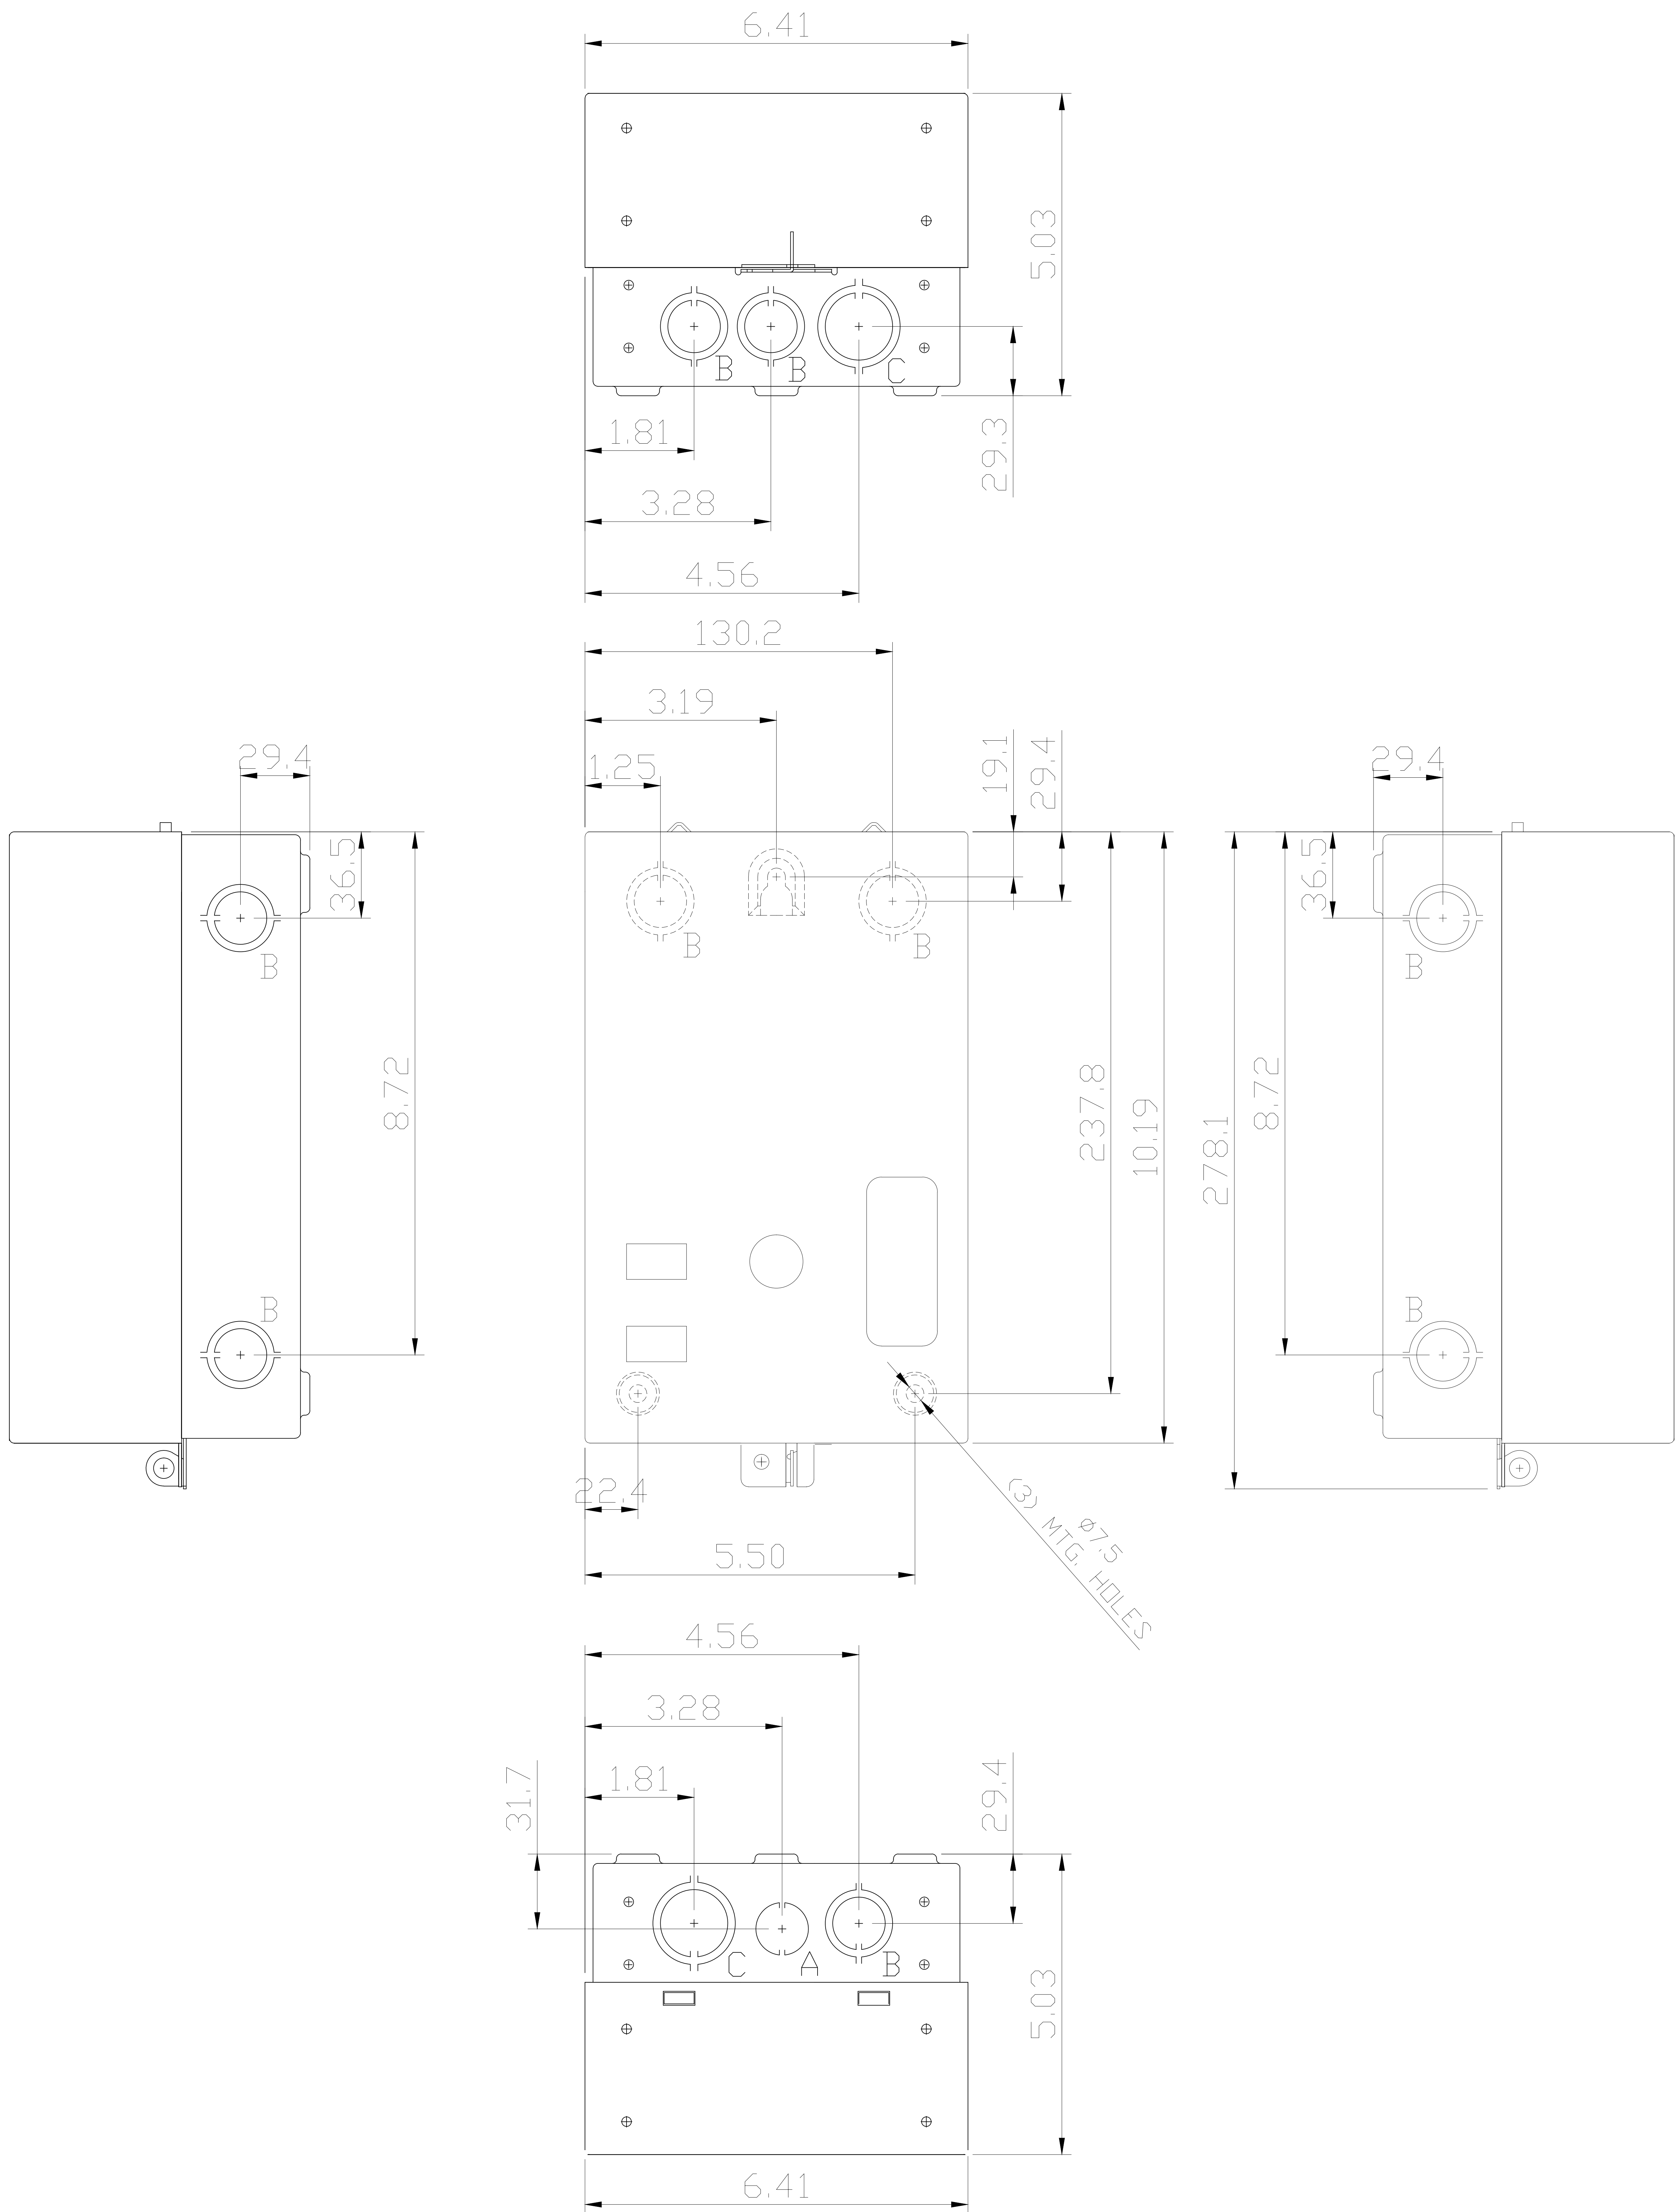 6.41
5.03
B
B
C
1.81
29.3
3.28
4.56
130.2
3.19
1.25
19.1
29.4
29.4
36.5
B
B
B
8.72
B
237.8
10.19
22.4
5.50
Ø7.5
(3) MTG. HOLES
29.4
36.5
B
278.1
8.72
B
4.56
3.28
1.81
31.7
29.4
C
A
B
5.03
6.41